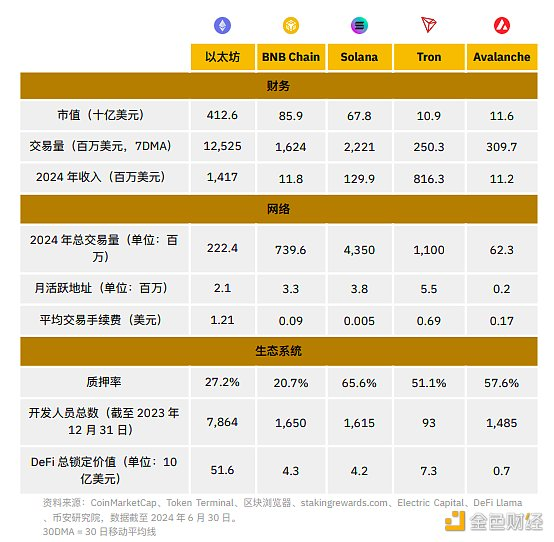 以太坊 BNB Chain Solana Tron Avalanche
财务
市值（十亿美元） 412.6 85.9 67.8 10.9 11.6
交易量（百万美元，7DMA） 12,525 1,624 2,221 250.3 309.7
2024 年收入（百万美元） 1,417 11.8 129.9 816.3 11.2
网络
2024 年总交易量（单位：百
万） 222.4 739.6 4,350 1,100 62.3
月活跃地址（单位：百万） 2.1 3.3 3.8 5.5 0.2
平均交易手续费（美元） 1.21 0.09 0.005 0.69 0.17
生态系统
质押率 27.2% 20.7% 65.6% 51.1% 57.6%
开发人员总数（截至 2023 年
12 月 31 日） 7,864 1,650 1,615 93 1,485
DeFi 总锁定价值（单位：10
亿美元） 51.6 4.3 4.2 7.3 0.7
资料来源：CoinMarketCap、Token Terminal、区块浏览器、stakingrewards.com、Electric Capital、DeFi Llama
、币安研究院，数据截至 2024 年 6 月 30 日。
30DMA = 30 日移动平均线
金色财经